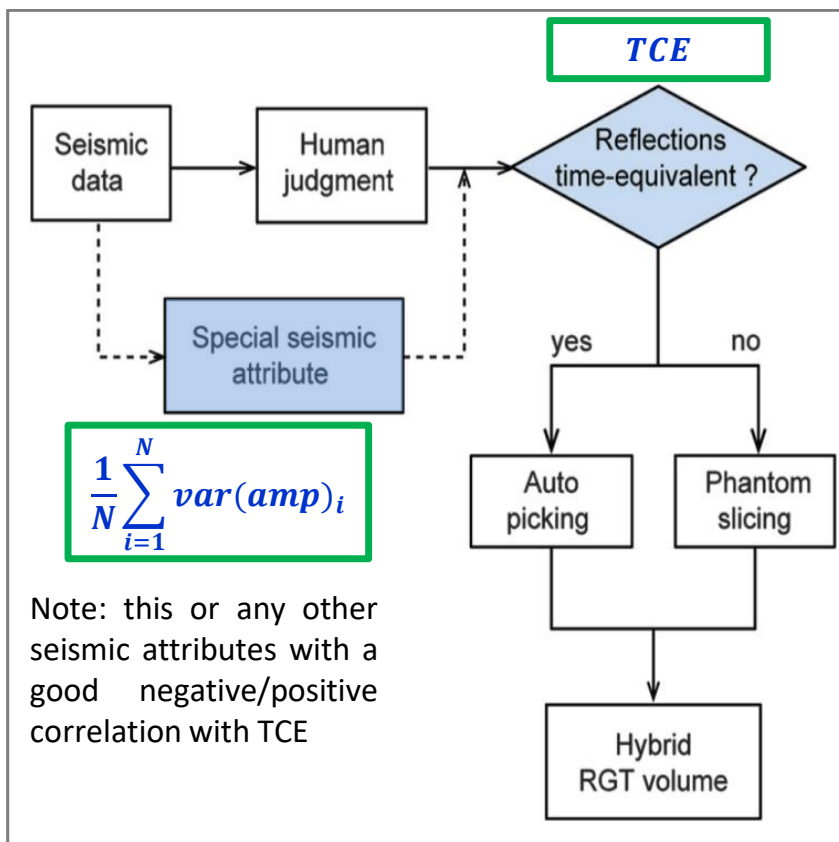 TCE
Seismic
data
Human
judgment
Reflections
time-equivalent ?
Special seismic
attribute
yes
no
$\frac{1}{N}\sum_{i=1}^{N} var(amp)_i$
Auto
picking
Phantom
slicing
Note: this or any other
seismic attributes with a
good negative/positive
correlation with TCE
Hybrid
RGT volume